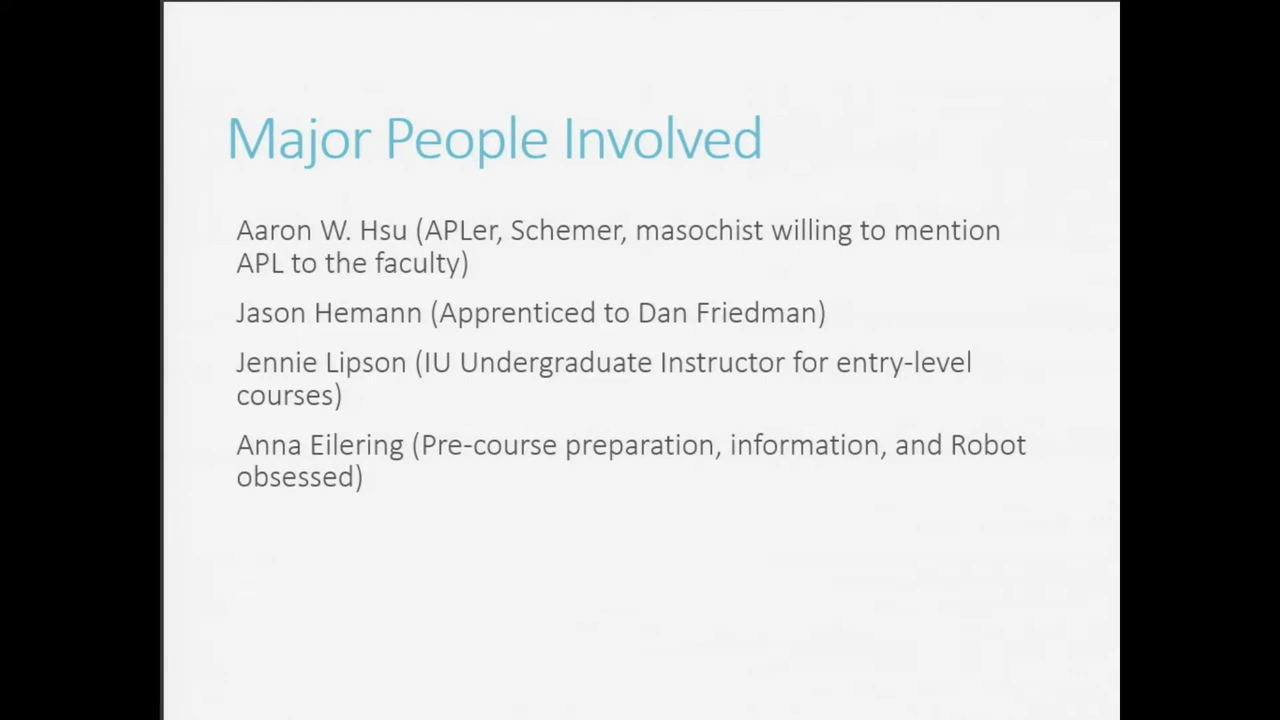 Major People Involved
Aaron W. Hsu (APLer, Schemer, masochist willing to mention
APL to the faculty)
Jason Hemann (Apprenticed to Dan Friedman)
Jennie Lipson (IU Undergraduate Instructor for entry-level
courses)
Anna Eilering (Pre-course preparation, information, and Robot
obsessed)